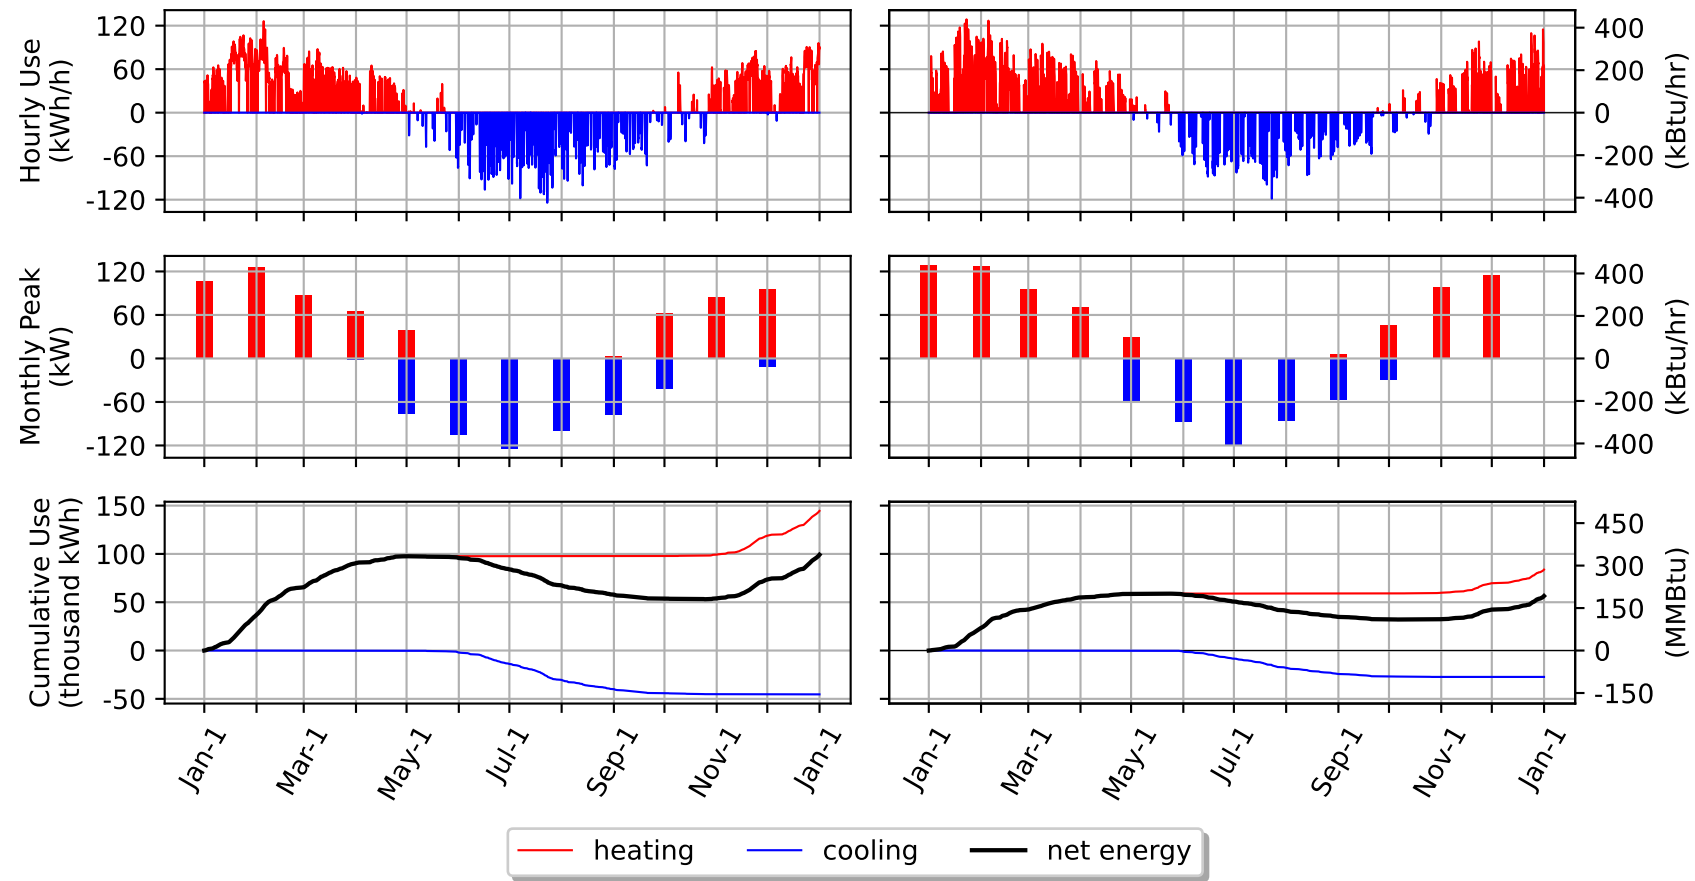 Hourly Use
(kWh/h)
120
60
0
-60
-120
400
200
0
-200
-400
(kBtu/hr)
Monthly Peak
(kW)
120
60
0
-60
-120
400
200
0
-200
-400
(kBtu/hr)
Cumulative Use
(thousand kWh)
150
100
50
0
-50
450
300
150
0
-150
(MMBtu)
Jan-1 Mar-1 May-1 Jul-1 Sep-1 Nov-1 Jan-1
Jan-1 Mar-1 May-1 Jul-1 Sep-1 Nov-1 Jan-1
heating cooling net energy